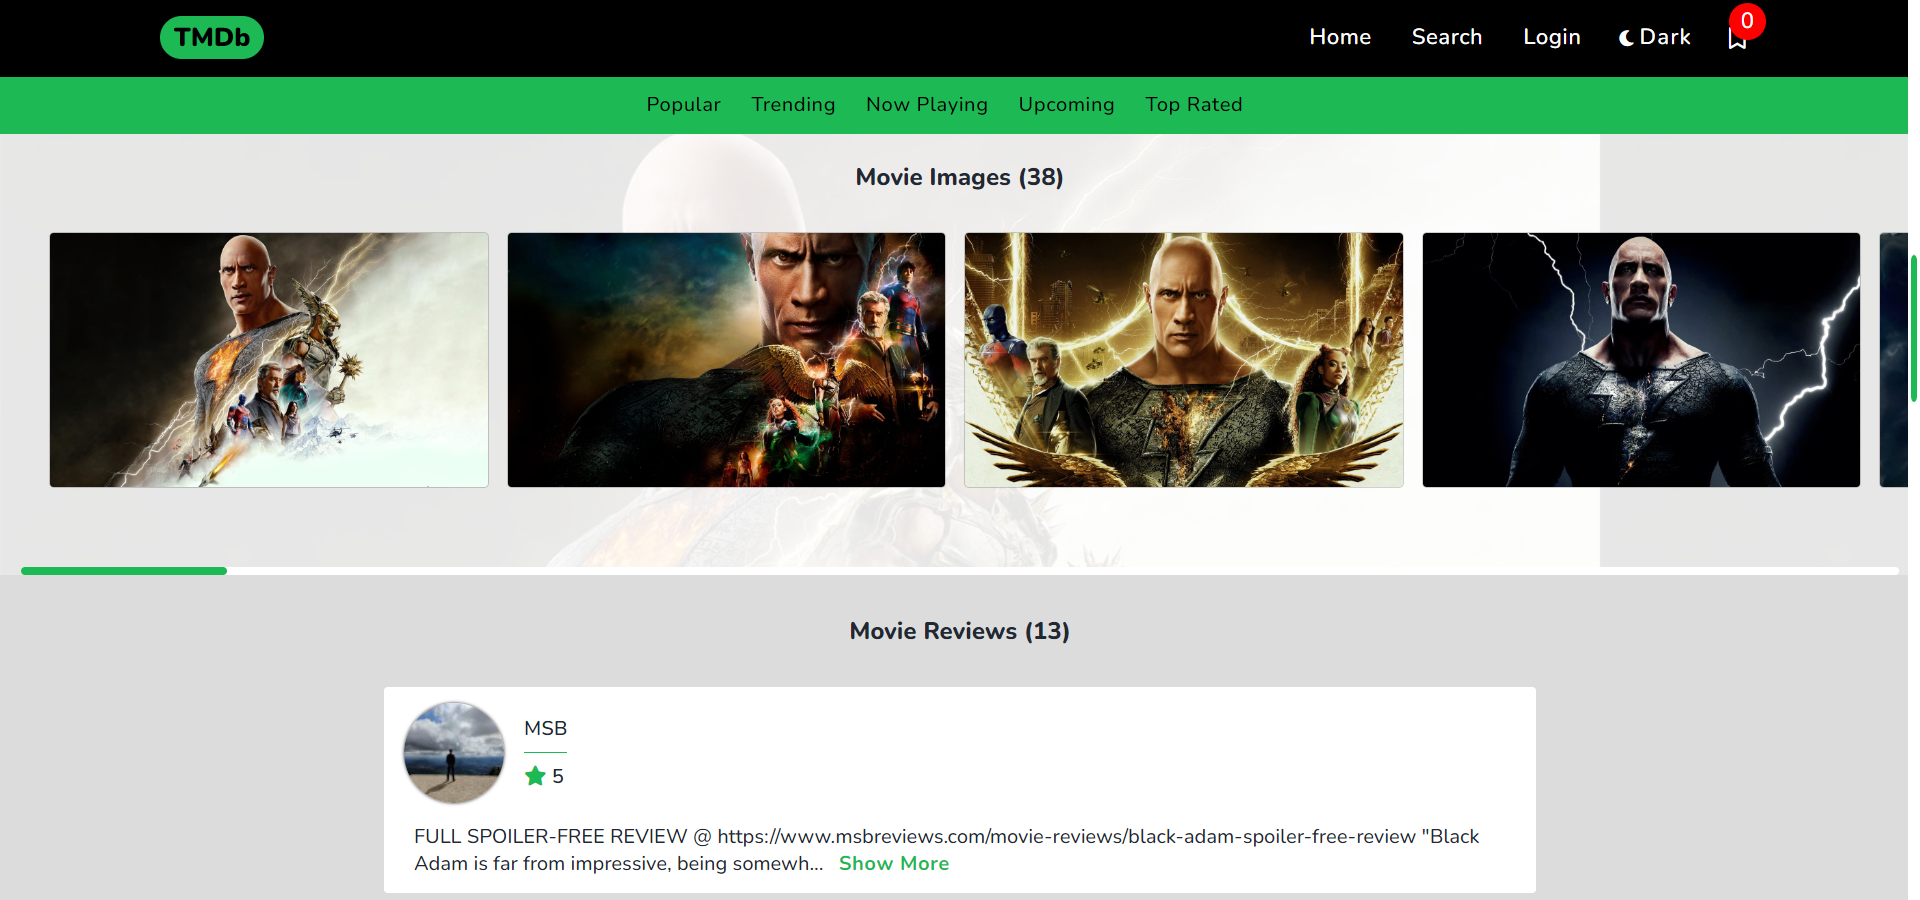 TMDb
Home Search Login Dark 0
Popular Trending Now Playing Upcoming Top Rated
Movie Images (38)
Movie Reviews (13)
MSB
5
FULL SPOILER-FREE REVIEW @ https://www.msbreviews.com/movie-reviews/black-adam-spoiler-free-review "Black
Adam is far from impressive, being somewh... Show More